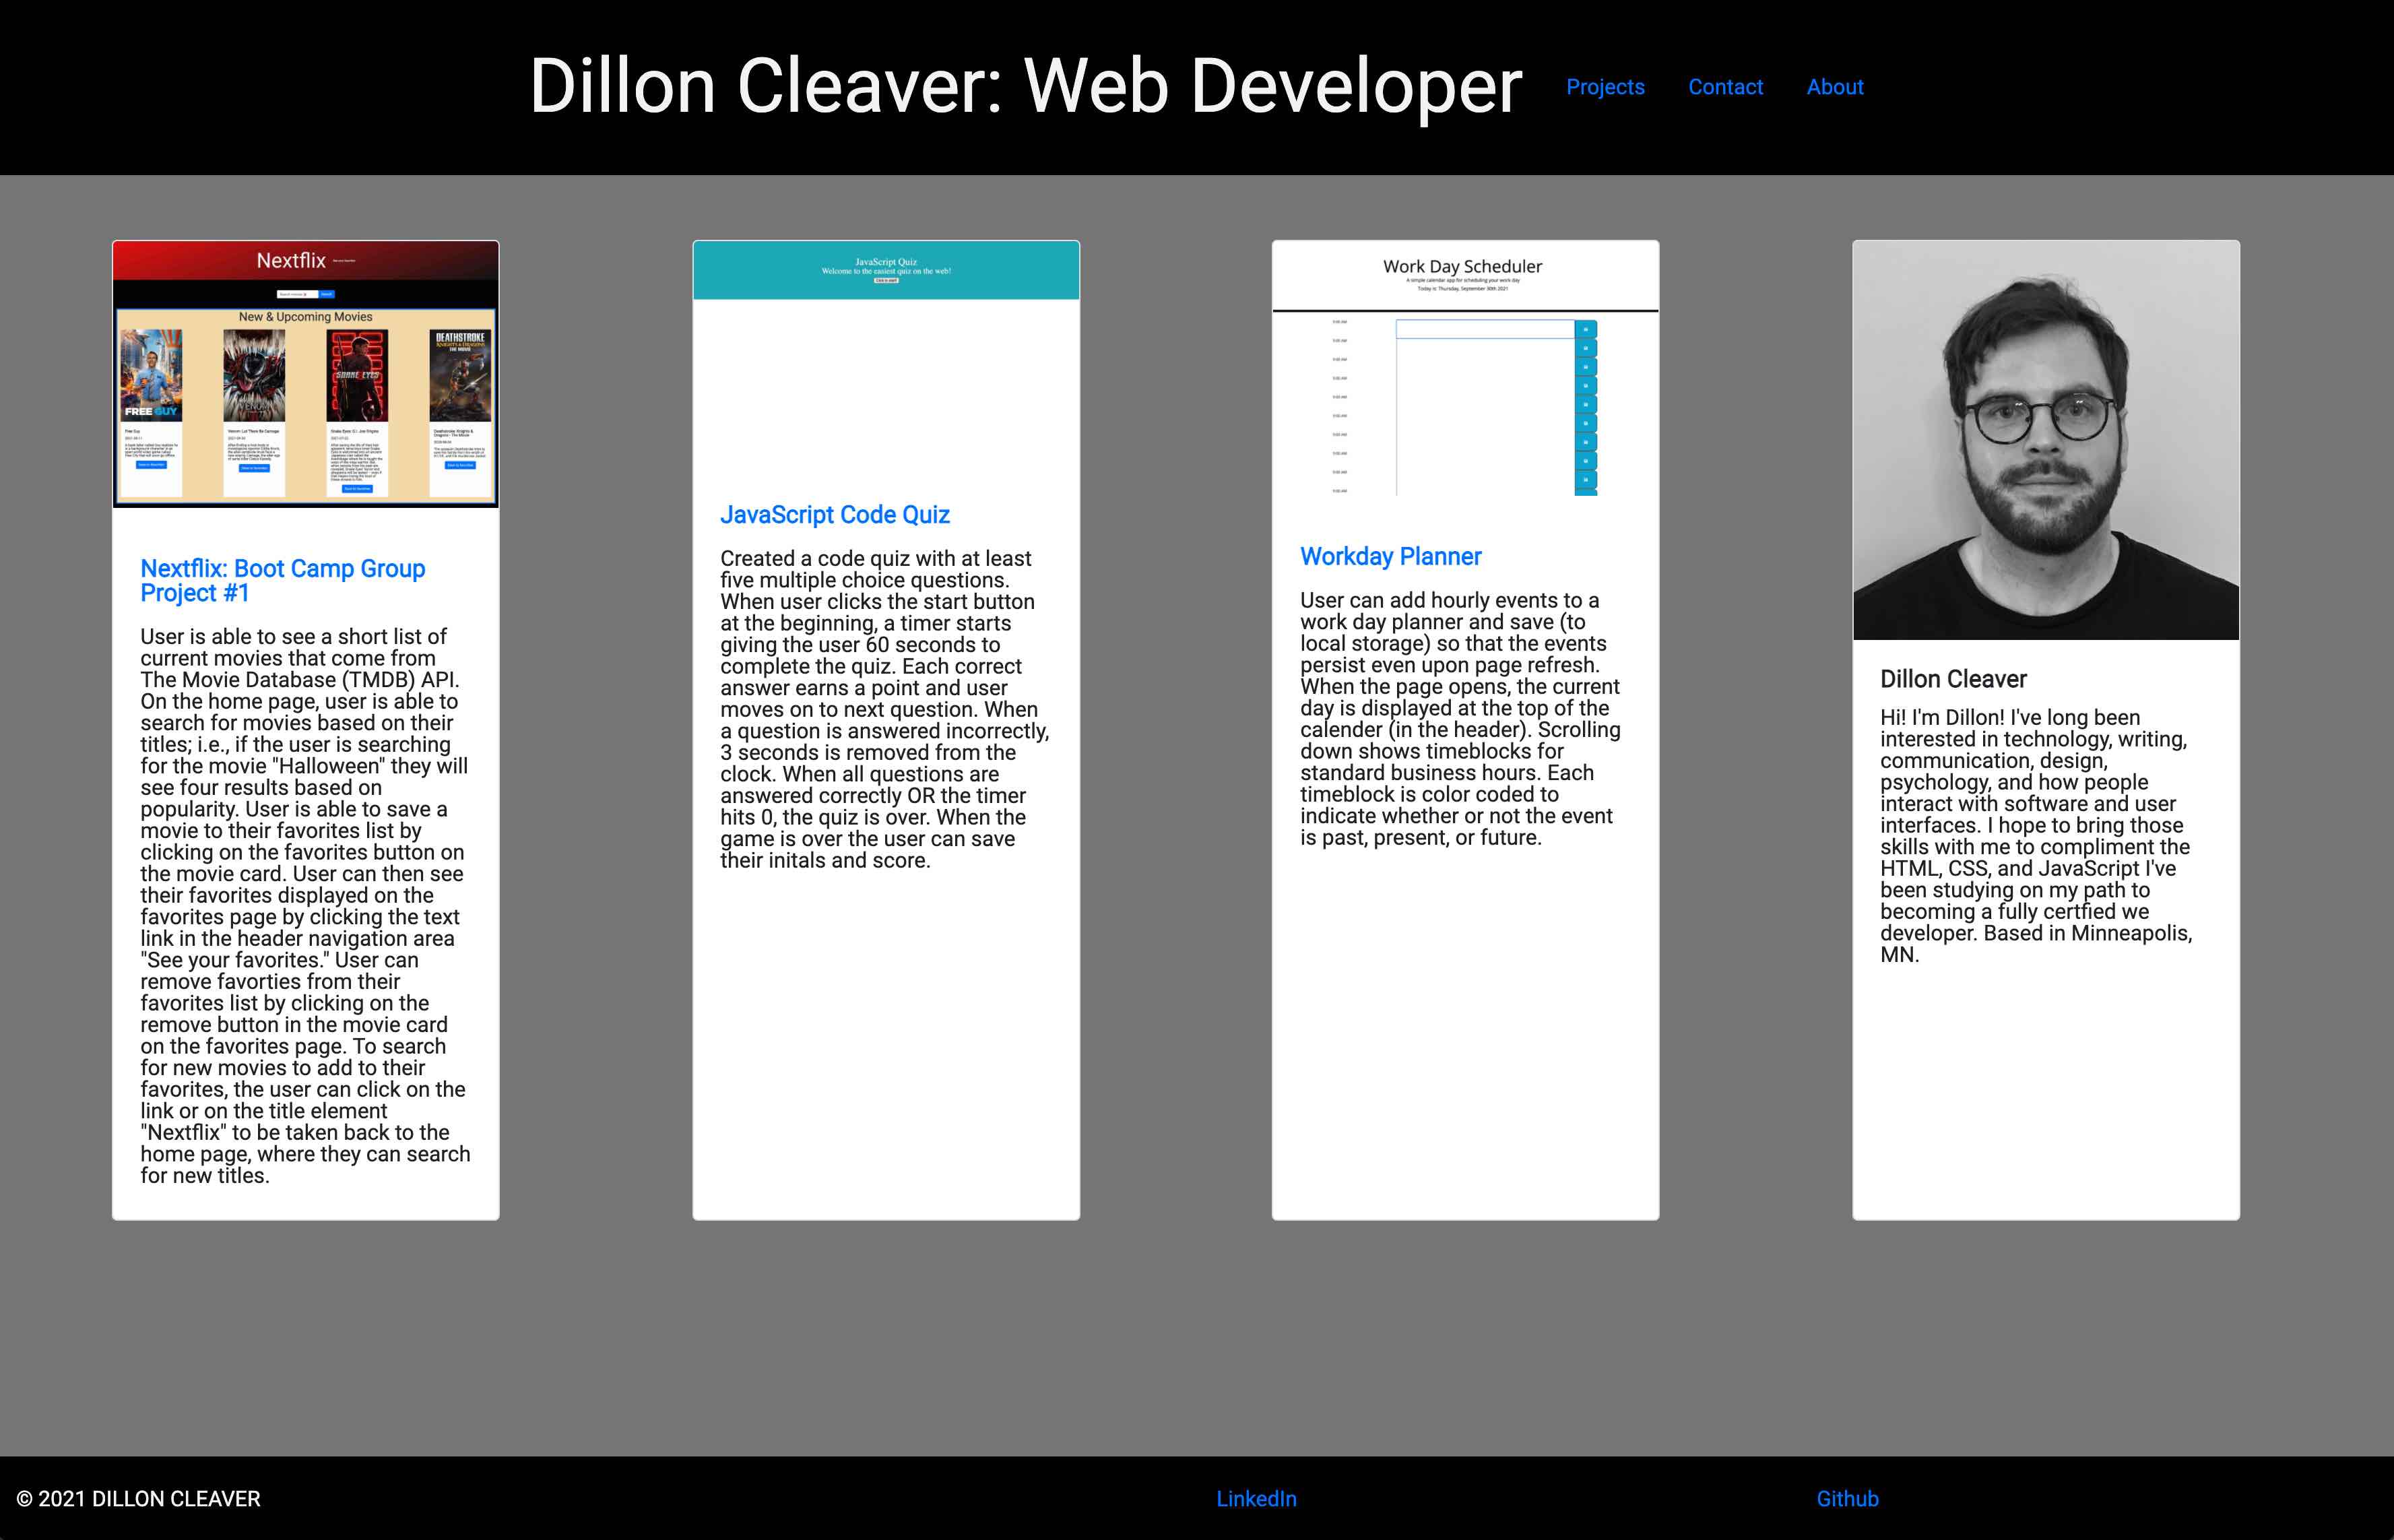 Dillon Cleaver: Web Developer
Projects
Contact
About
Nextflix
New & Upcoming Movies
FREE GUY
VENOM
SNAKE EYES
DEATHSTROKE
KNIGHTS & DRAGONS
THE MOVIE
Free Guy
Nextflix: Boot Camp Group
Project #1
User is able to see a short list of
current movies that come from
The Movie Database (TMDB) API.
On the home page, user is able to
search for movies based on their
titles; i.e., if the user is searching
for the movie "Halloween" they will
see four results based on
popularity. User is able to save a
movie to their favorites list by
clicking on the favorites button on
the movie card. User can then see
their favorites displayed on the
favorites page by clicking the text
link in the header navigation area
"See your favorites." User can
remove favorties from their
favorites list by clicking on the
remove button in the movie card
on the favorites page. To search
for new movies to add to their
favorites, the user can click on the
link or on the title element
"Nextflix" to be taken back to the
home page, where they can search
for new titles.
JavaScript Quiz
Welcome to the easiest quiz on the web!
Click to start!
JavaScript Code Quiz
Created a code quiz with at least
five multiple choice questions.
When user clicks the start button
at the beginning, a timer starts
giving the user 60 seconds to
complete the quiz. Each correct
answer earns a point and user
moves on to next question. When
a question is answered incorrectly,
3 seconds is removed from the
clock. When all questions are
answered correctly OR the timer
hits 0, the quiz is over. When the
game is over the user can save
their initals and score.
Work Day Scheduler
A simple calendar app for scheduling your work day
Today is: Thursday, September 30th 2021
Workday Planner
User can add hourly events to a
work day planner and save (to
local storage) so that the events
persist even upon page refresh.
When the page opens, the current
day is displayed at the top of the
calender (in the header). Scrolling
down shows timeblocks for
standard business hours. Each
timeblock is color coded to
indicate whether or not the event
is past, present, or future.
Dillon Cleaver
Hi! I'm Dillon! I've long been
interested in technology, writing,
communication, design,
psychology, and how people
interact with software and user
interfaces. I hope to bring those
skills with me to compliment the
HTML, CSS, and JavaScript I've
been studying on my path to
becoming a fully certfied we
developer. Based in Minneapolis,
MN.
© 2021 DILLON CLEAVER
LinkedIn
Github